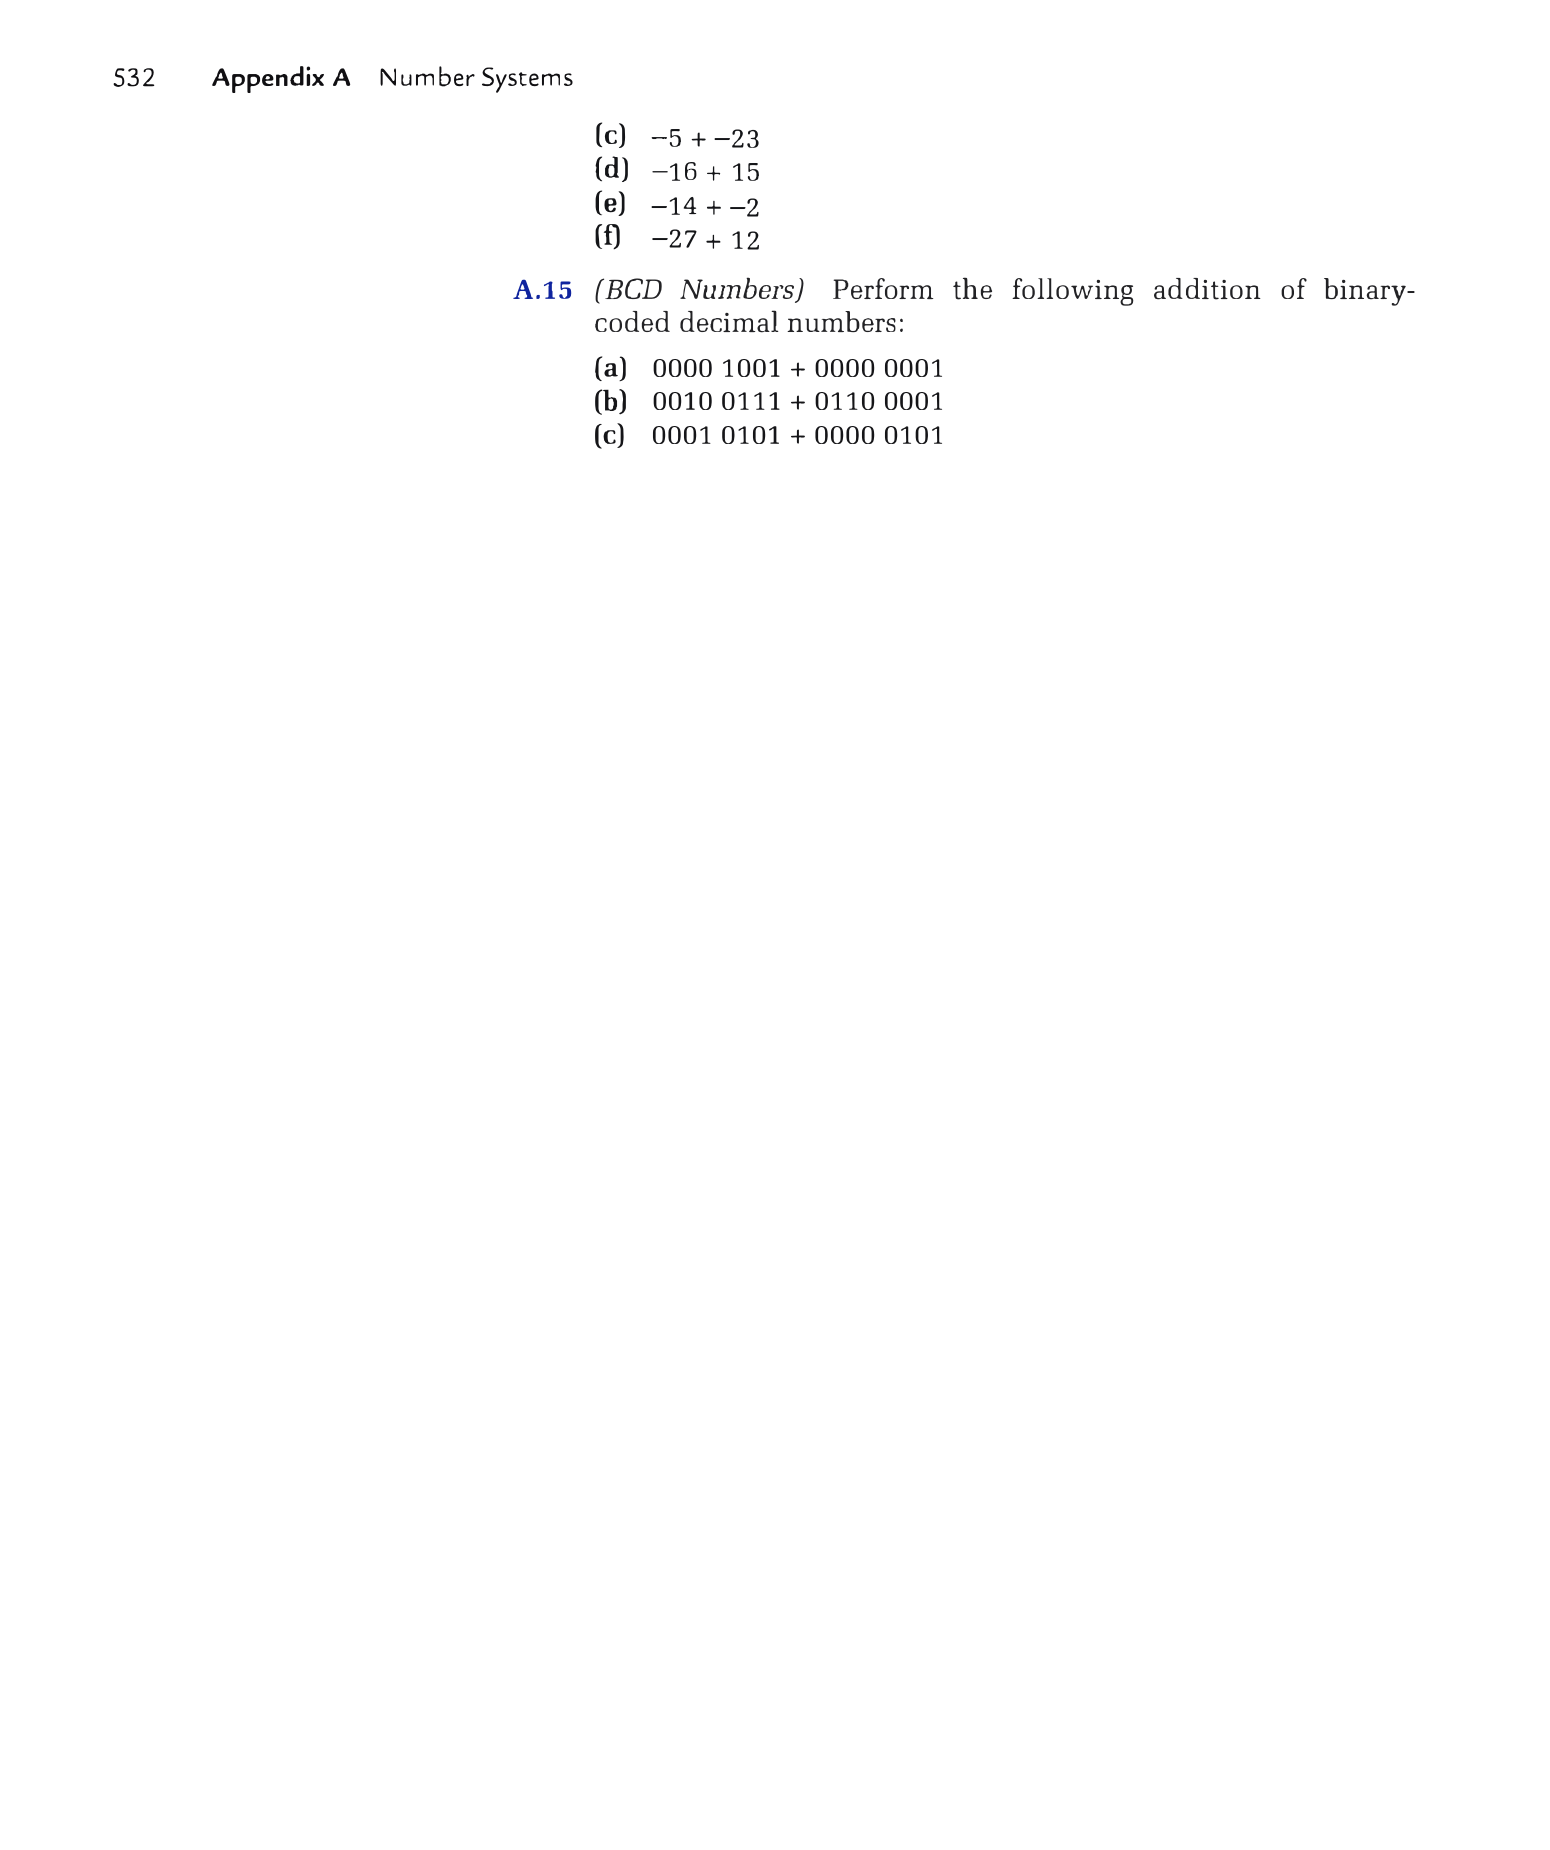 532 Appendix A Number Systems
(c) −5 + −23
(d) −16 + 15
(e) −14 + −2
(f) −27 + 12
A.15 (BCD Numbers) Perform the following addition of binary-
coded decimal numbers:
(a) 0000 1001 + 0000 0001
(b) 0010 0111 + 0110 0001
(c) 0001 0101 + 0000 0101